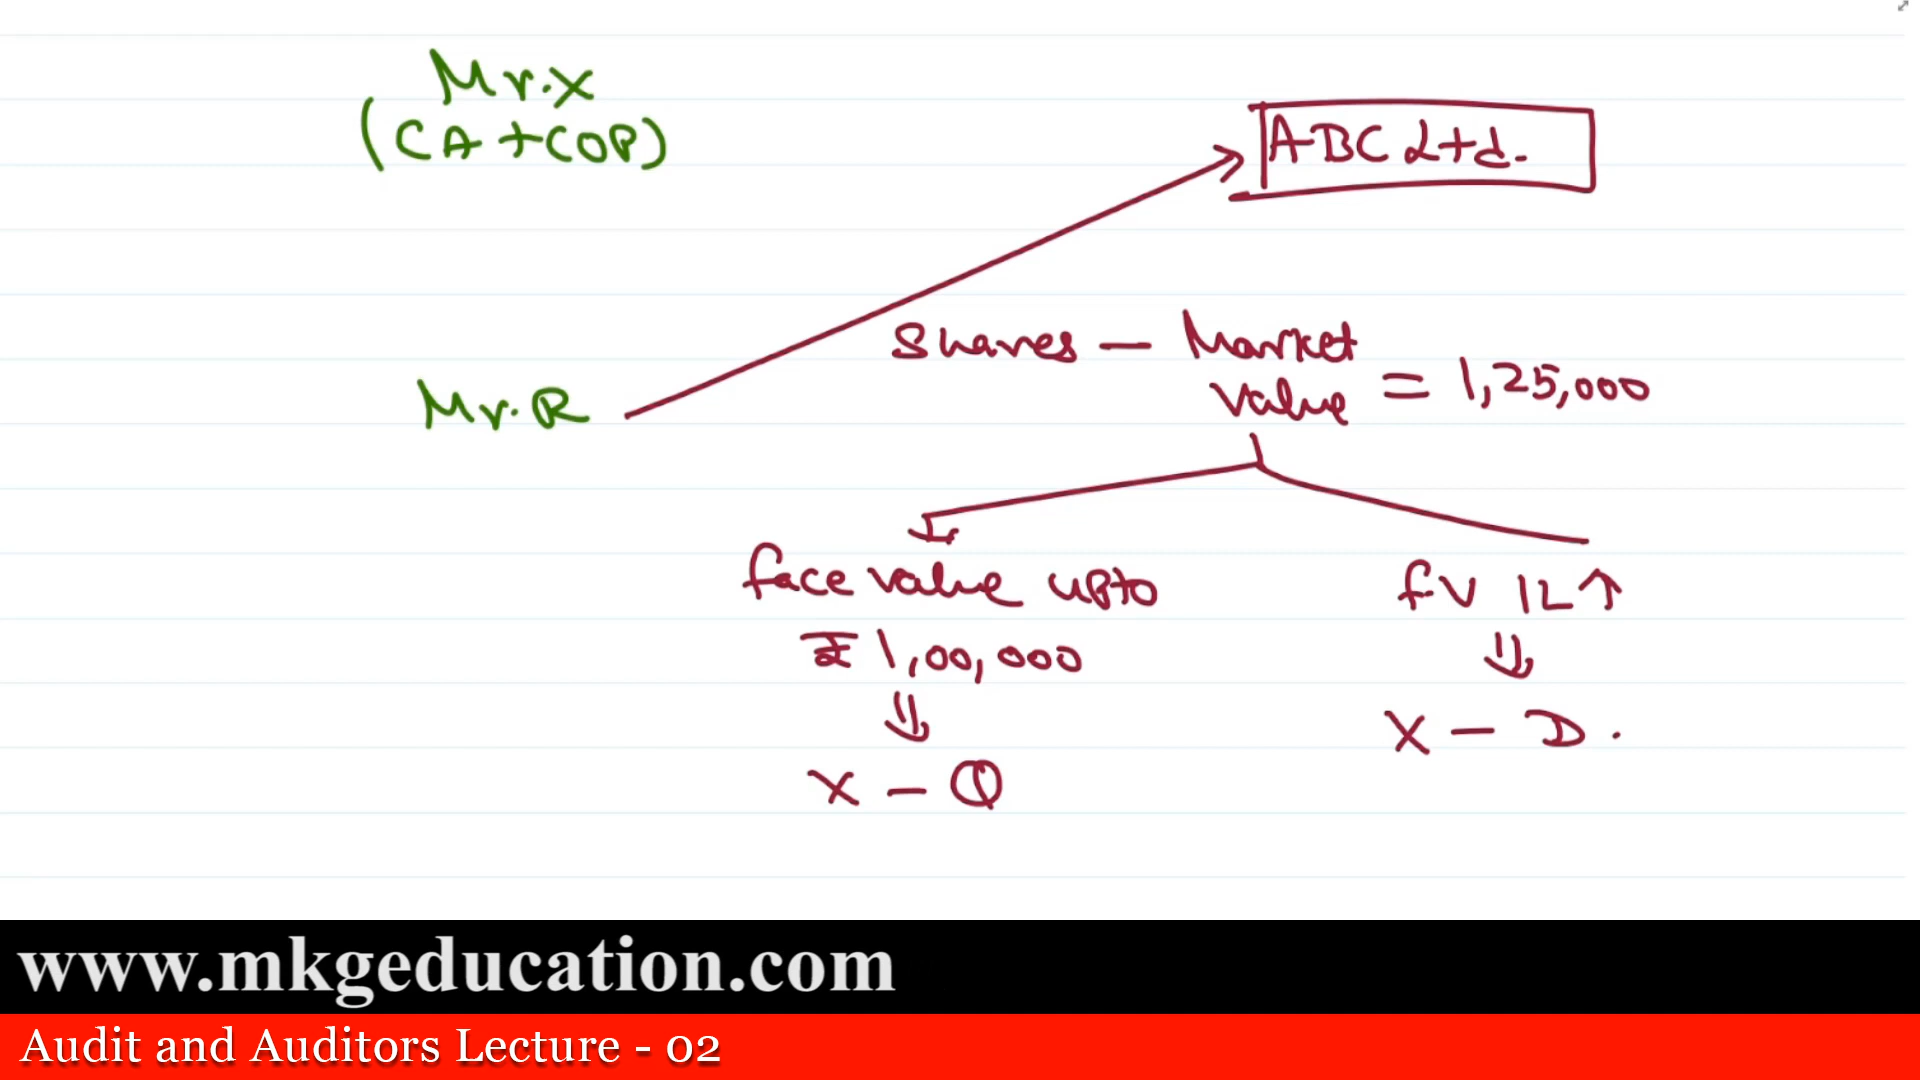 Mr. X
(CA + COP)
ABC Ltd.
Shares — Market
Value = 1,25,000
Mr. R
face value upto
₹ 1,00,000
FV 1L ↑
X — Q
X — D.
www.mkgeducation.com
Audit and Auditors Lecture - 02